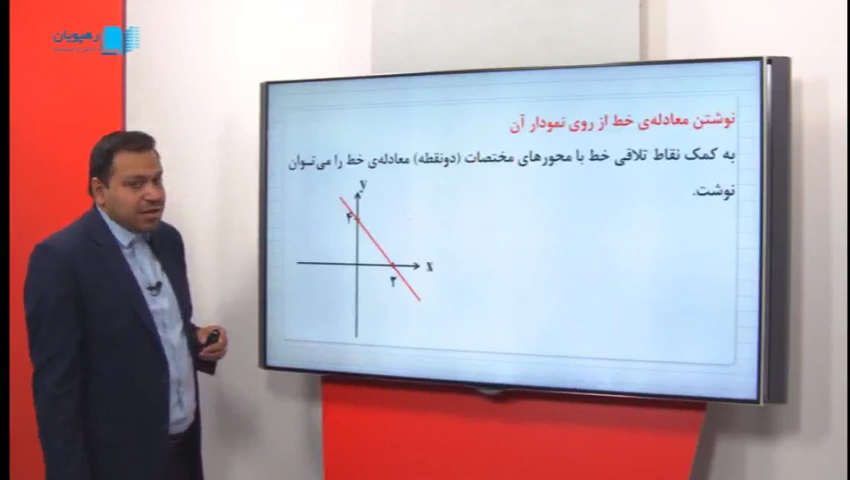 رهپویان
نوشتن معادله‌ی خط از روی نمودار آن
به کمک نقاط تلاقی خط با محورهای مختصات (دونقطه) معادله‌ی خط را می‌توان
نوشت.
y
x
۲